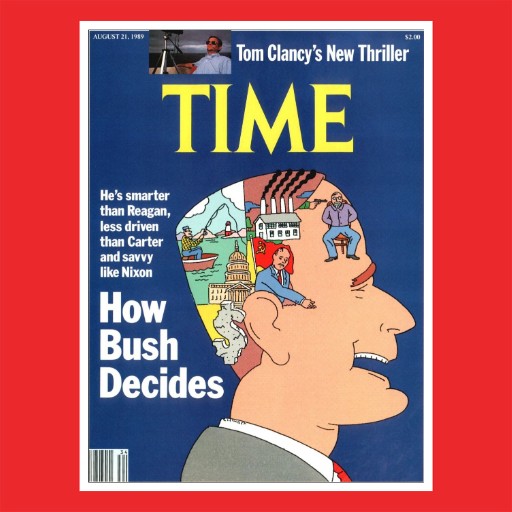 AUGUST 21, 1989
$2.00
Tom Clancy's New Thriller
TIME
He's smarter
than Reagan,
less driven
than Carter
and savvy
like Nixon
How
Bush
Decides
34
$